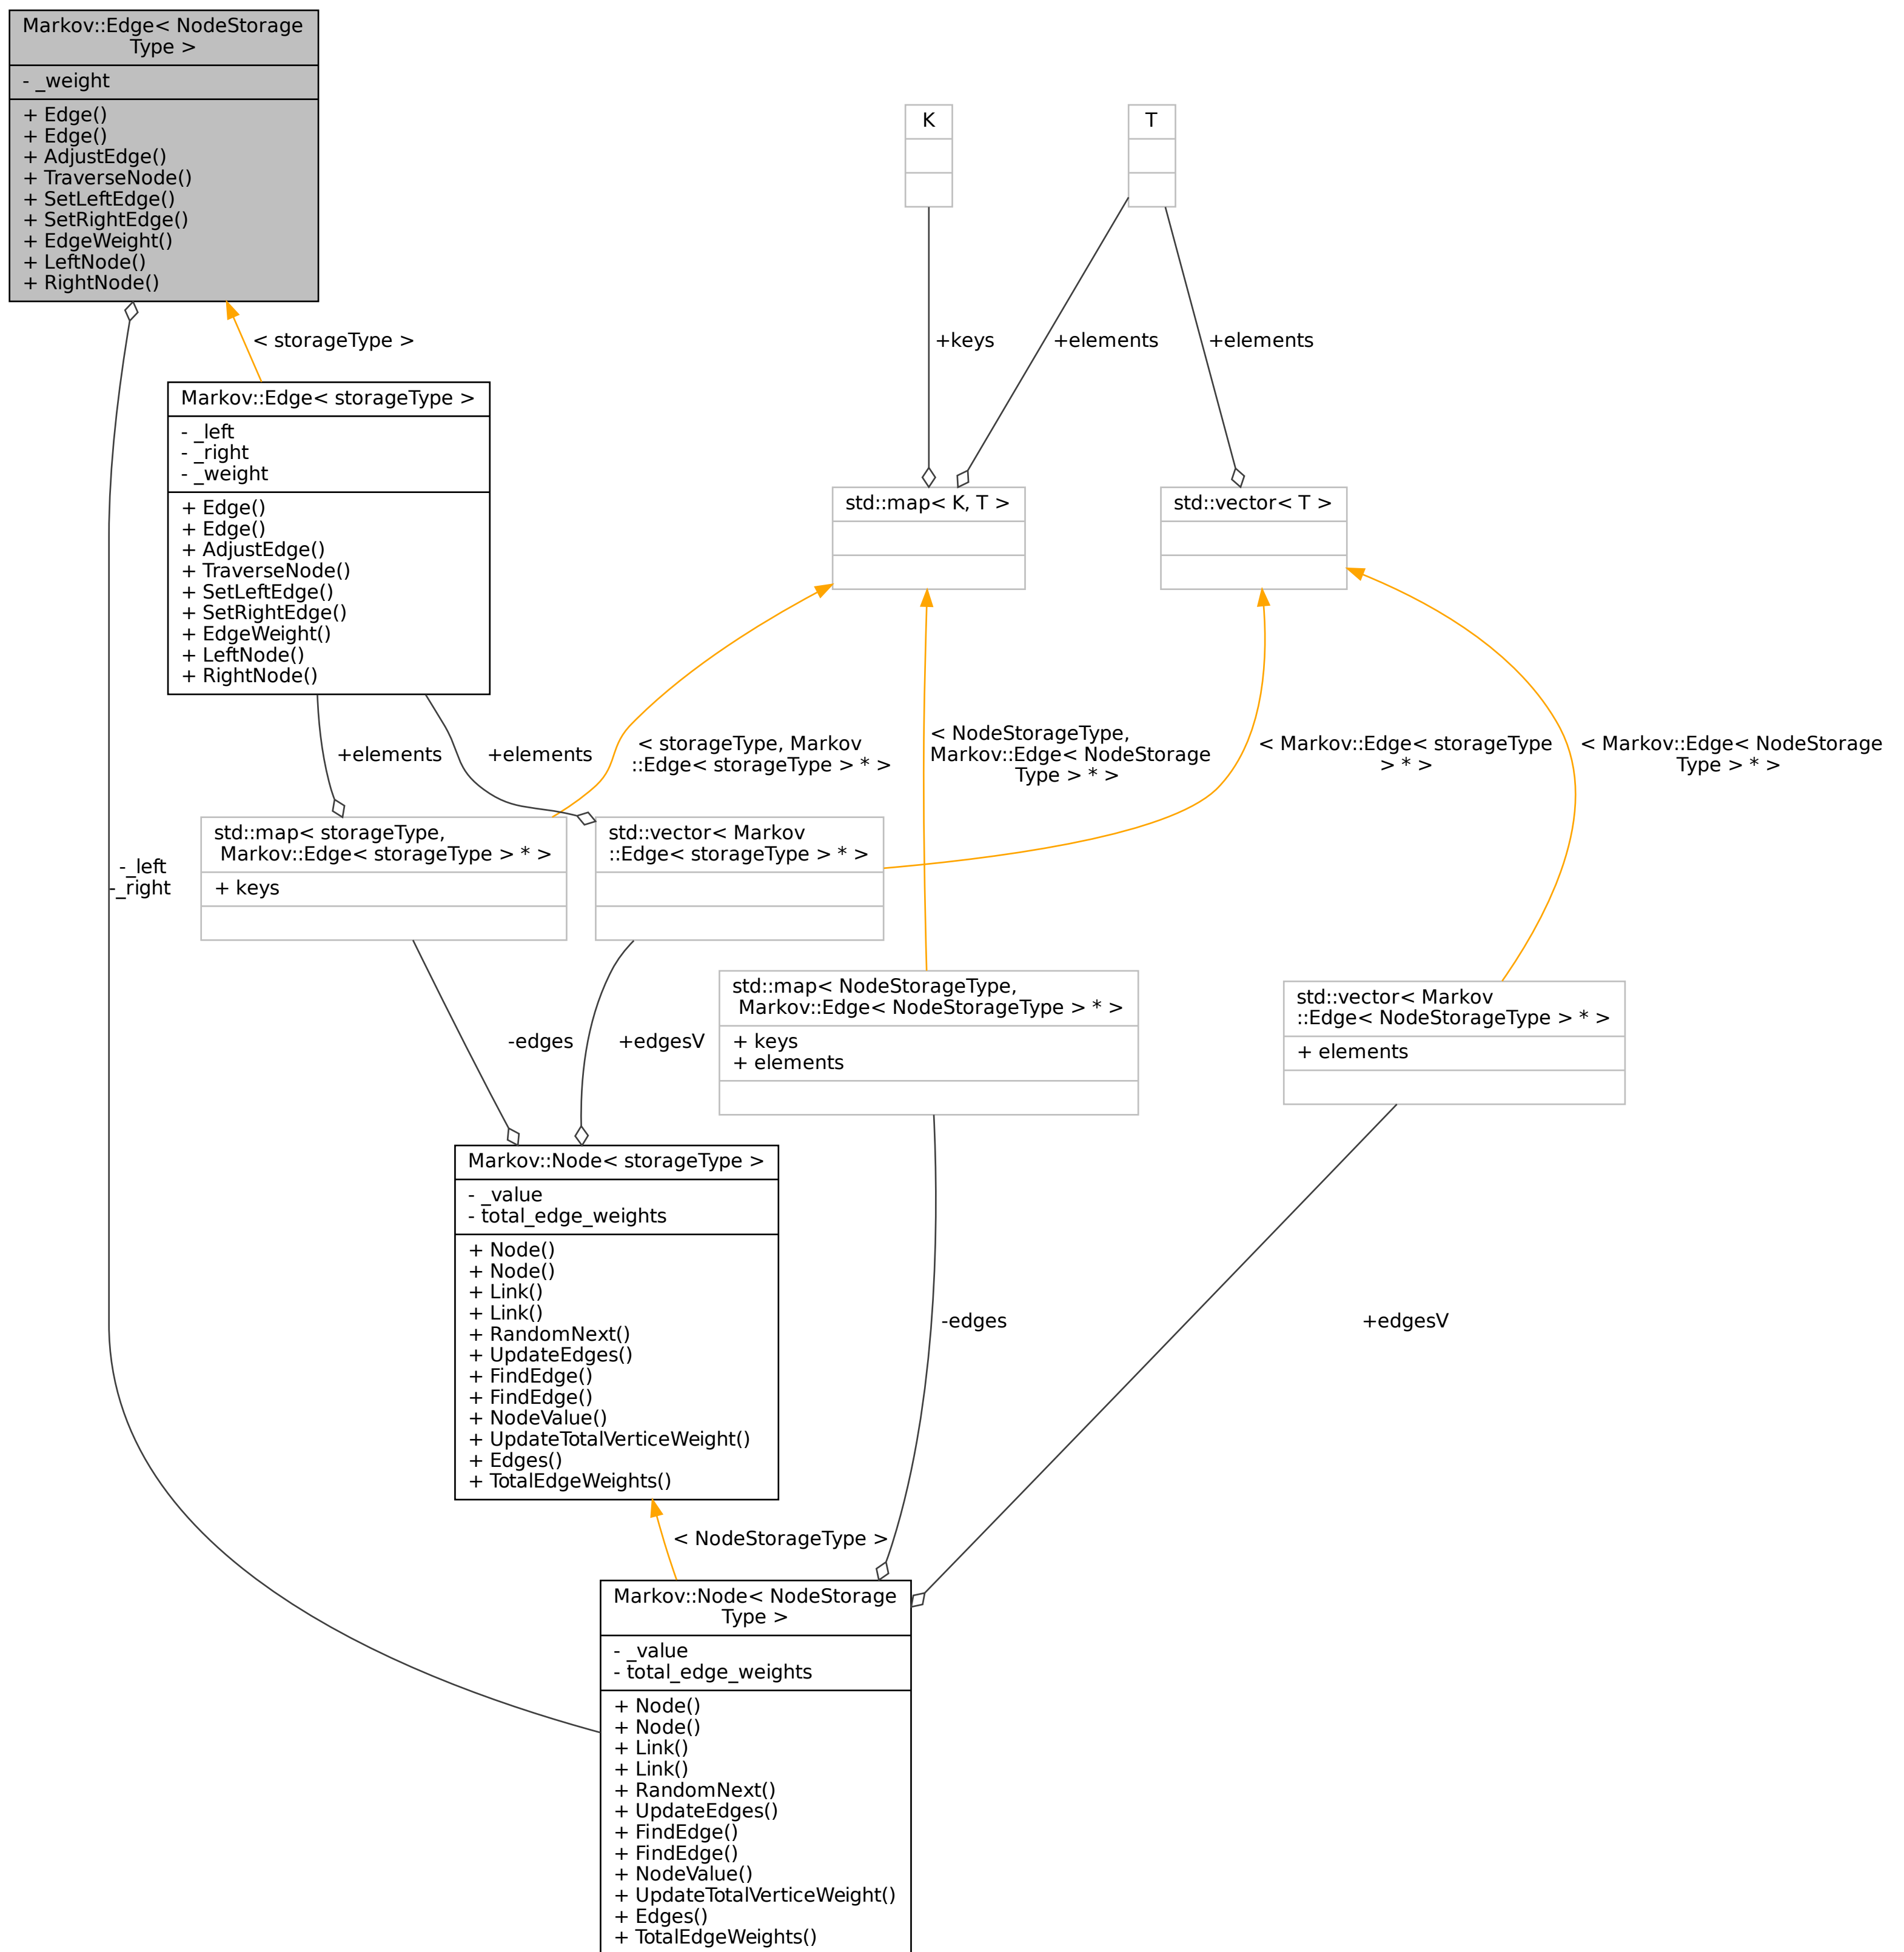 Markov::Edge< NodeStorage
Type >
- _weight
+ Edge()
+ Edge()
+ AdjustEdge()
+ TraverseNode()
+ SetLeftEdge()
+ SetRightEdge()
+ EdgeWeight()
+ LeftNode()
+ RightNode()
K
T
< storageType >
+keys
+elements
+elements
Markov::Edge< storageType >
- _left
- _right
- _weight
+ Edge()
+ Edge()
+ AdjustEdge()
+ TraverseNode()
+ SetLeftEdge()
+ SetRightEdge()
+ EdgeWeight()
+ LeftNode()
+ RightNode()
std::map< K, T >
std::vector< T >
+elements
+elements
< storageType, Markov
::Edge< storageType > * >
< NodeStorageType,
Markov::Edge< NodeStorage
Type > * >
< Markov::Edge< storageType
> * >
< Markov::Edge< NodeStorage
Type > * >
-_left
-_right
std::map< storageType,
Markov::Edge< storageType > * >
+ keys
std::vector< Markov
::Edge< storageType > * >
std::map< NodeStorageType,
Markov::Edge< NodeStorageType > * >
+ keys
+ elements
std::vector< Markov
::Edge< NodeStorageType > * >
+ elements
-edges
+edgesV
Markov::Node< storageType >
- _value
- total_edge_weights
+ Node()
+ Node()
+ Link()
+ Link()
+ RandomNext()
+ UpdateEdges()
+ FindEdge()
+ FindEdge()
+ NodeValue()
+ UpdateTotalVerticeWeight()
+ Edges()
+ TotalEdgeWeights()
-edges
+edgesV
< NodeStorageType >
Markov::Node< NodeStorage
Type >
- _value
- total_edge_weights
+ Node()
+ Node()
+ Link()
+ Link()
+ RandomNext()
+ UpdateEdges()
+ FindEdge()
+ FindEdge()
+ NodeValue()
+ UpdateTotalVerticeWeight()
+ Edges()
+ TotalEdgeWeights()